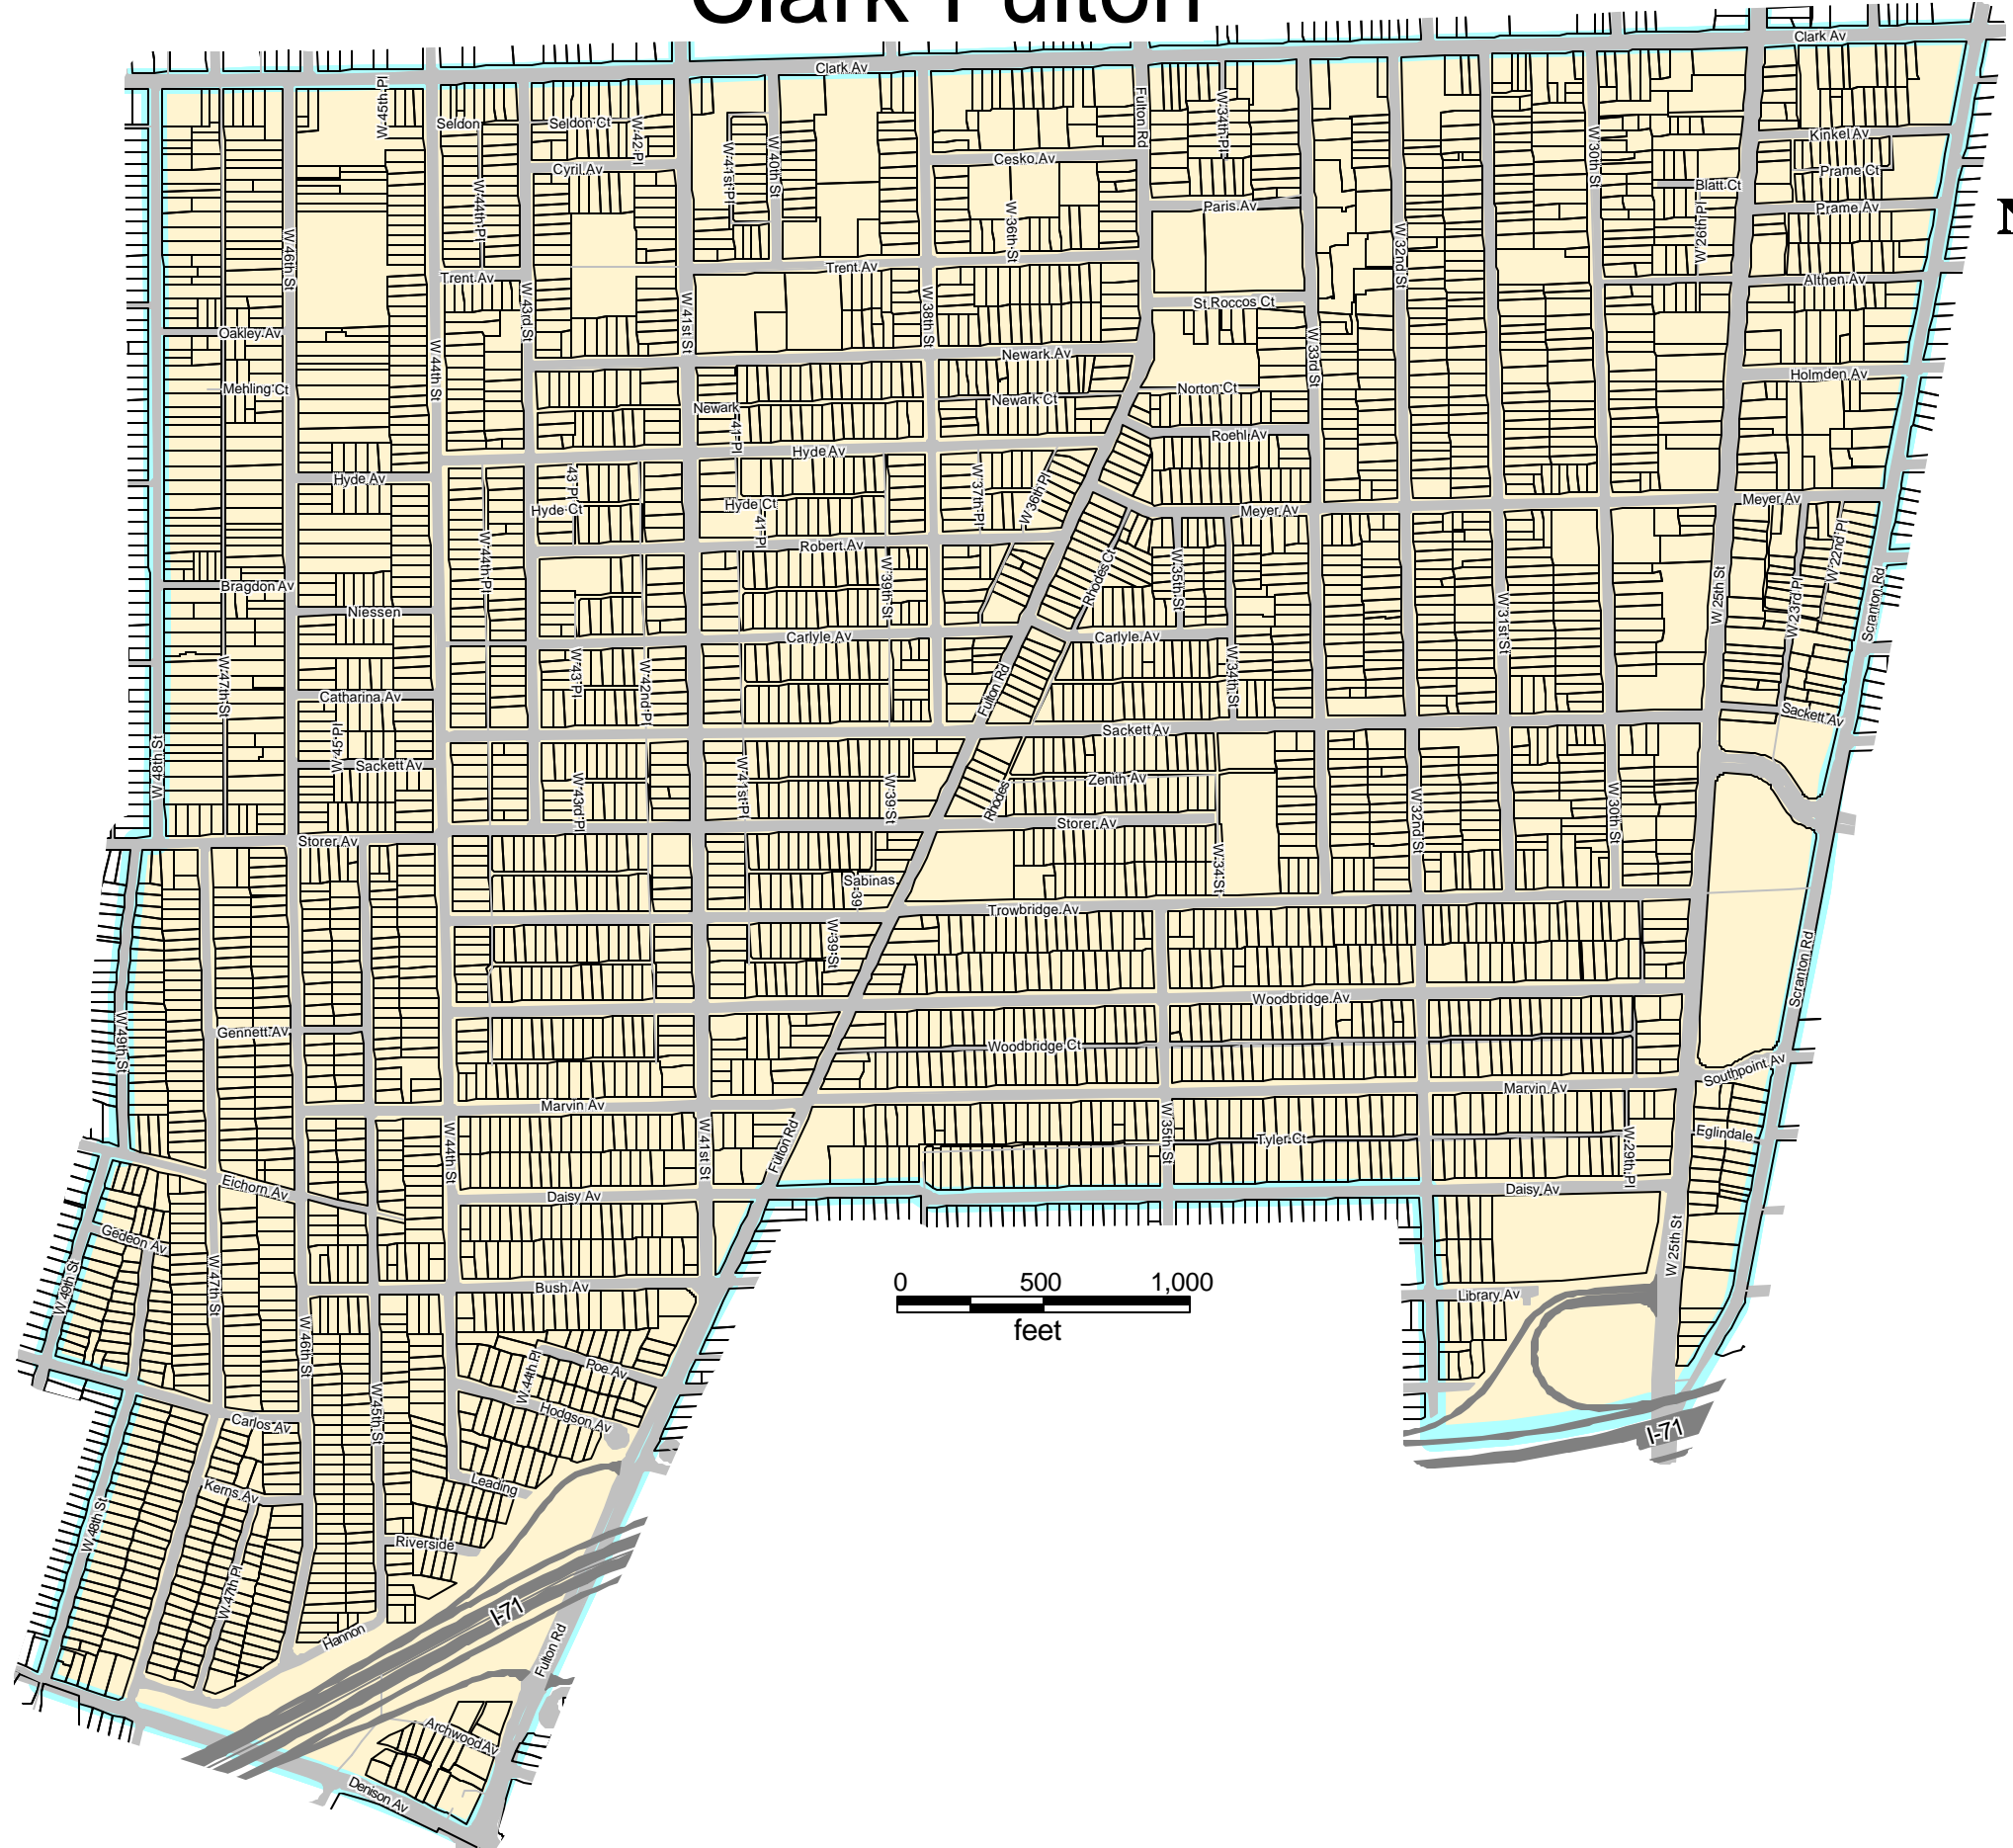 Clark-Fulton
Clark Av
Clark Av
W 45th Pl
Seldon
Seldon Ct
W 42 Pl
Fulton Rd
W 34th Pl
Kinkel Av
Cyril Av
W 41st Pl
W 40th St
Cesko Av
W 30th St
Prame Ct
Blatt Ct
W 44th Pl
W 36th St
Paris Av
W 26th Pl
Prame Av
N
W 46th St
W 32nd St
Trent Av
Trent Av
Althen Av
W 43rd St
W 41st St
W 38th St
St Roccos Ct
Oakley Av
W 44th St
Newark Av
W 33rd St
Holmden Av
Mehling Ct
Newark
Newark Ct
Norton Ct
41 Pl
Hyde Av
Roehl Av
Hyde Av
43 Pl
W 37th Pl
W 36th Pl
Meyer Av
Hyde Ct
Hyde Ct
41 Pl
Meyer Av
W 22nd Pl
W 44th Pl
Robert Av
W 39th St
Rhodes Ct
W 35th St
Bragdon Av
W 25th St
W 23rd Pl
Scranton Rd
Niessen
W 31st St
Carlyle Av
Carlyle Av
W 47th St
W 43 Pl
W 42nd Pl
Fulton Rd
W 34th St
Catharina Av
Sackett Av
W 45 Pl
Sackett Av
W 48th St
Sackett Av
W 43rd Pl
W 41st Pl
W 39 St
Rhodes
Zenith Av
W 32nd St
W 30th St
Storer Av
Storer Av
W 34 St
Sabinas
39
Trowbridge Av
W 39 St
Scranton Rd
Woodbridge Av
W 49th St
Gennett Av
Woodbridge Ct
Southpoint Av
Marvin Av
Marvin Av
W 44th St
W 41st St
Fulton Rd
W 35th St
Tyler Ct
W 29th Pl
Eglindale
Eichorn Av
Daisy Av
Daisy Av
Gedeon Av
W 25th St
W 49th St
W 47th St
Bush Av
0 500 1,000
feet
Library Av
W 46th St
W 44th Pl
Poe Av
Carlos Av
W 45th St
Hodgson Av
I-71
Leading
Kerns Av
W 48th St
Riverside
W 47th Pl
I-71
Hannon
Fulton Rd
Archwood Av
Denison Av